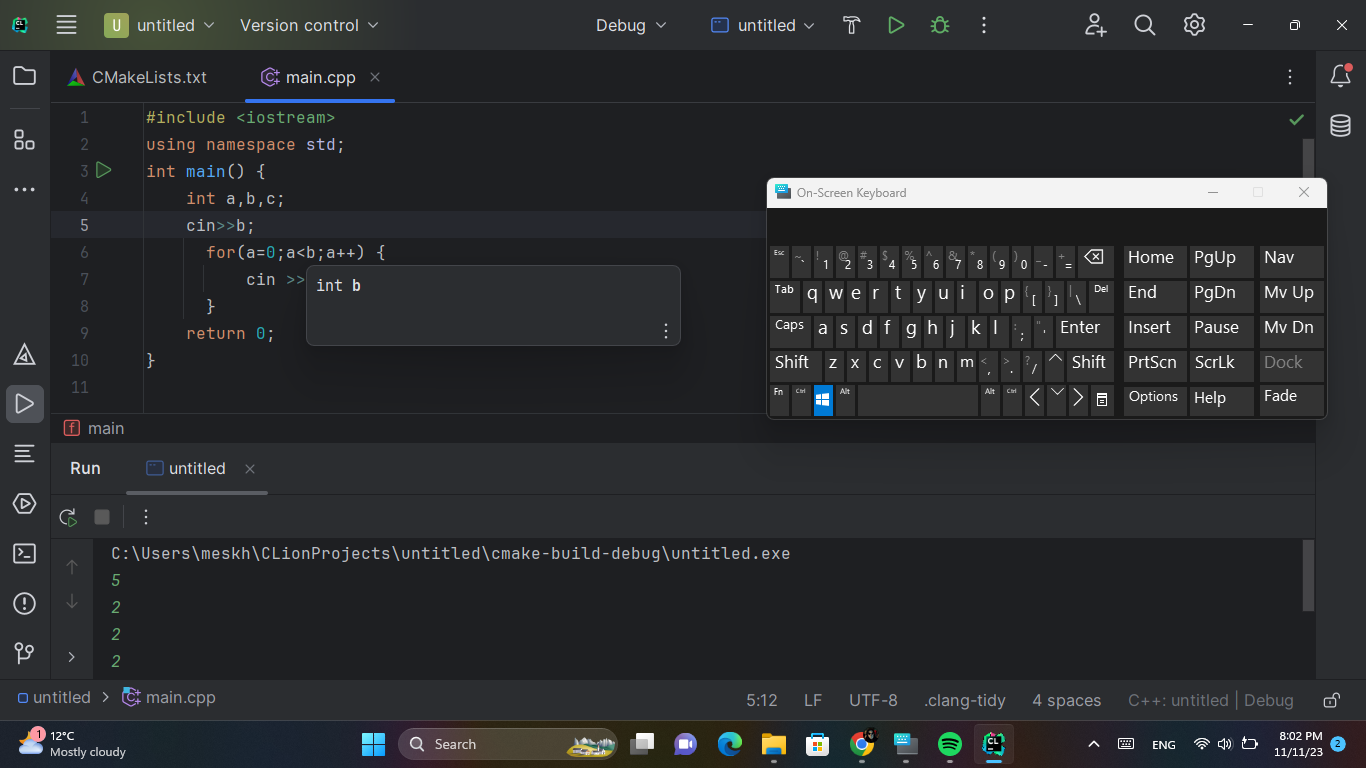 U untitled Version control Debug untitled
CMakeLists.txt main.cpp
1 #include <iostream>
2 using namespace std;
3 int main() {
4 int a,b,c;
5 cin>>b;
6 for(a=0;a<b;a++) {
7 cin >>
int b
8 }
9 return 0;
10 }
11
main
On-Screen Keyboard
Esc ~ ` ! 1 @ 2 # 3 $ 4 % 5 ^ 6 & 7 * 8 ( 9 ) 0 _ - + = Home PgUp Nav
Tab q w e r t y u i o p { [ } ] | \ Del End PgDn Mv Up
Caps a s d f g h j k l : ; " ' Enter Insert Pause Mv Dn
Shift z x c v b n m < , > . ? / Shift PrtScn ScrLk Dock
Fn Ctrl Alt Alt Ctrl Options Help Fade
Run untitled
C:\Users\meskh\CLionProjects\untitled\cmake-build-debug\untitled.exe
5
2
2
2
untitled > main.cpp 5:12 LF UTF-8 .clang-tidy 4 spaces C++: untitled | Debug
1 12°C
Mostly cloudy
Search
ENG
8:02 PM
11/11/23
2